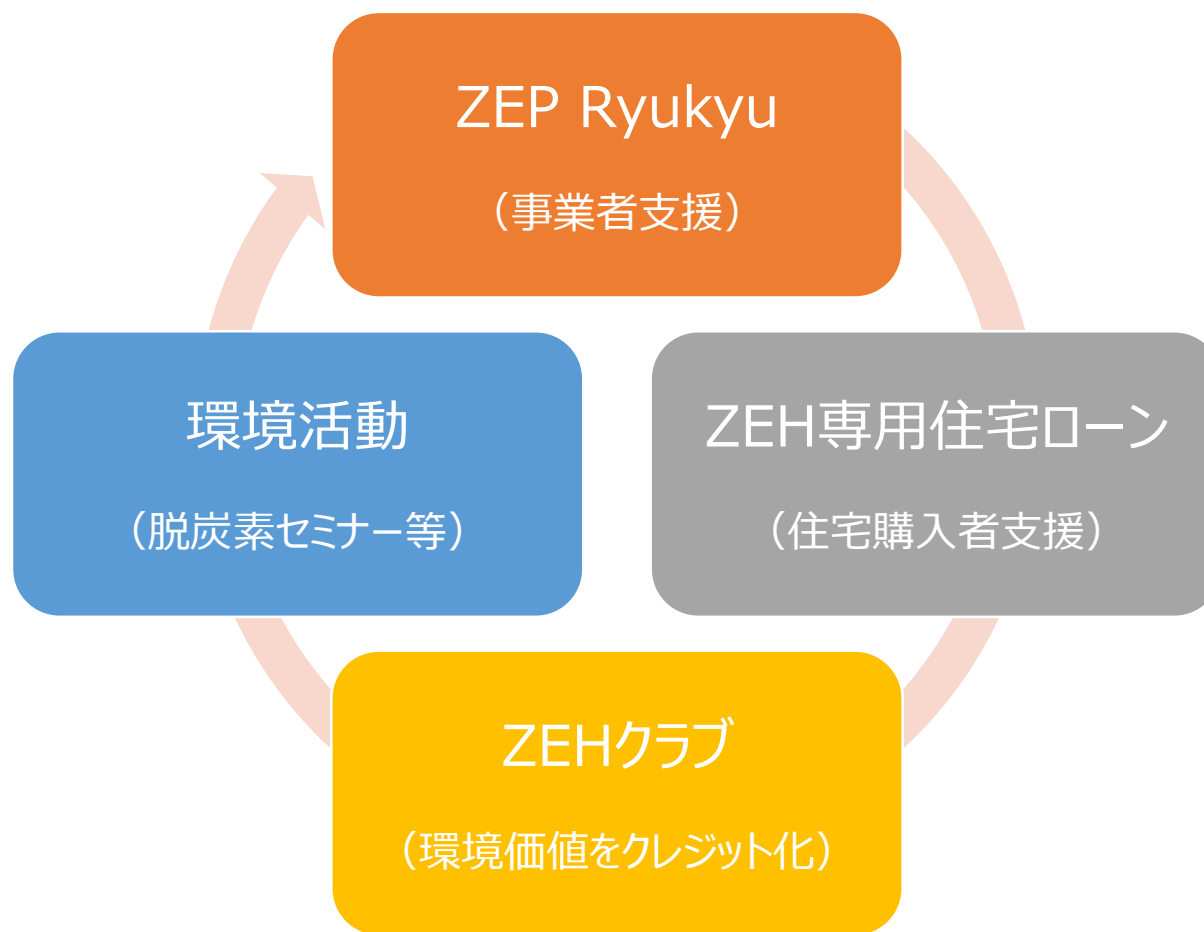 ZEP Ryukyu
（事業者支援）
環境活動
（脱炭素セミナー等）
ZEH専用住宅ローン
（住宅購入者支援）
ZEHクラブ
（環境価値をクレジット化）